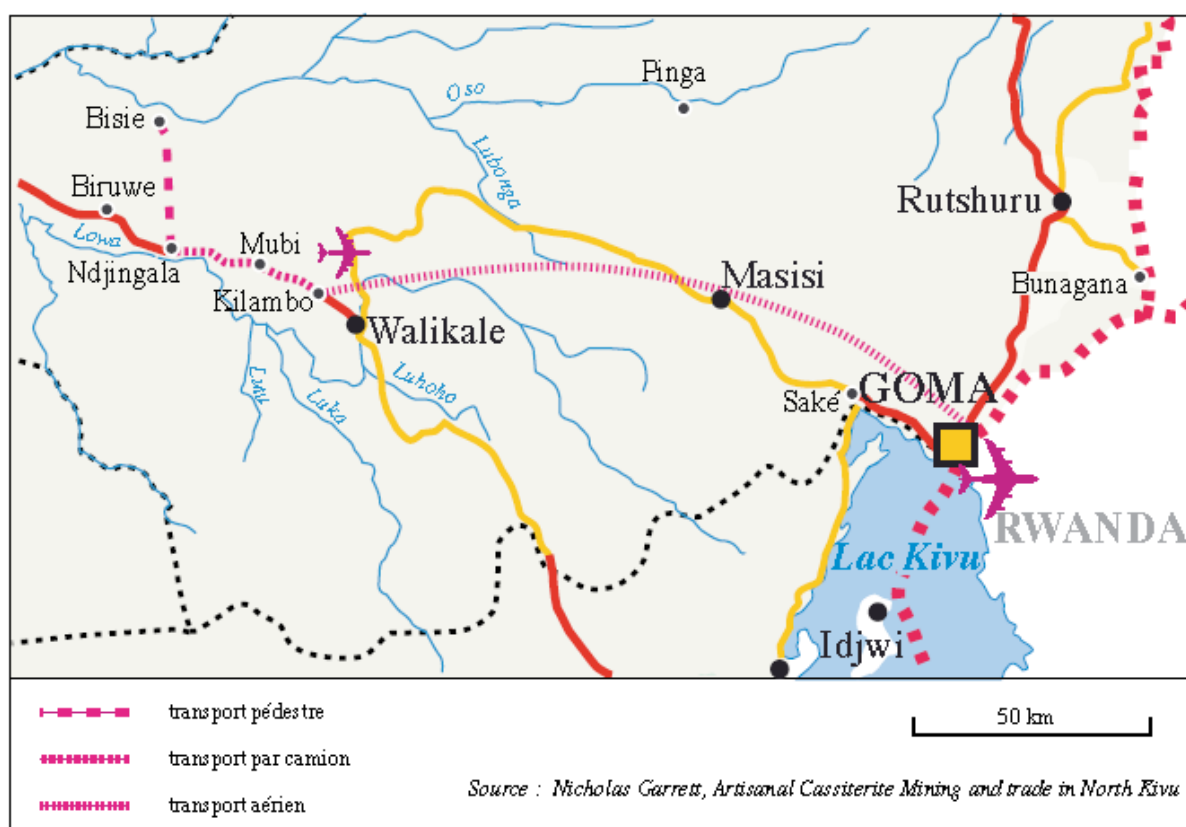 Pinga
Oso
Bisie
Lubonga
Biruwe
Rutshuru
Lowa
Mubi
Ndjingala
Masisi
Bunagana
Kilambo
Walikale
Luhoho
GOMA
Saké
Lutu
Luka
RWANDA
Lac Kivu
Idjwi
transport pédestre
50 km
transport par camion
Source : Nicholas Garrett, Artisanal Cassiterite Mining and trade in North Kivu
transport aérien